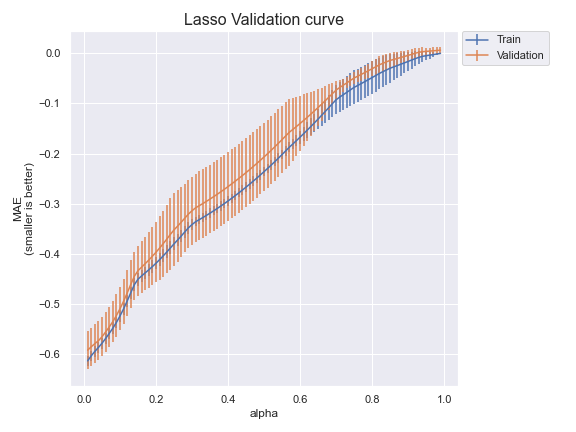 Lasso Validation curve
Train
Validation
0.0
−0.1
−0.2
−0.3
−0.4
−0.5
−0.6
MAE
(smaller is better)
0.0 0.2 0.4 0.6 0.8 1.0
alpha